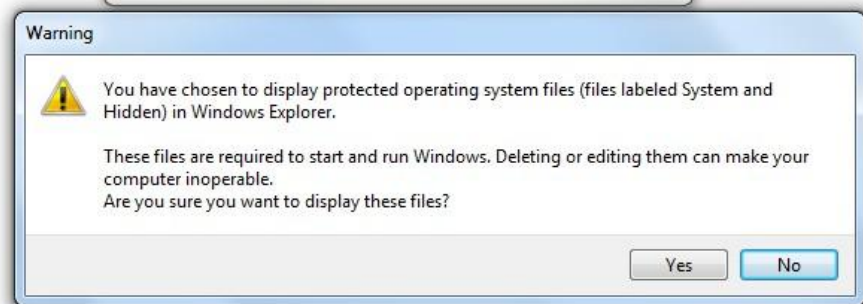 Warning
You have chosen to display protected operating system files (files labeled System and
Hidden) in Windows Explorer.
These files are required to start and run Windows. Deleting or editing them can make your
computer inoperable.
Are you sure you want to display these files?
Yes No